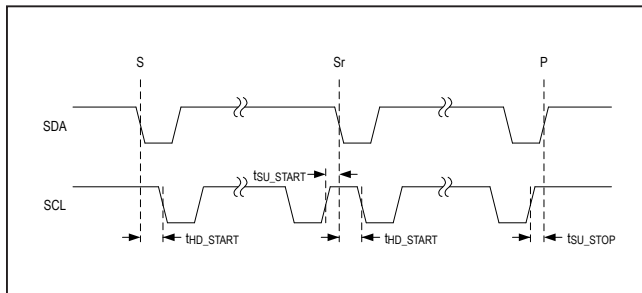 S Sr P
SDA
tSU_START
SCL
tHD_START tHD_START tSU_STOP